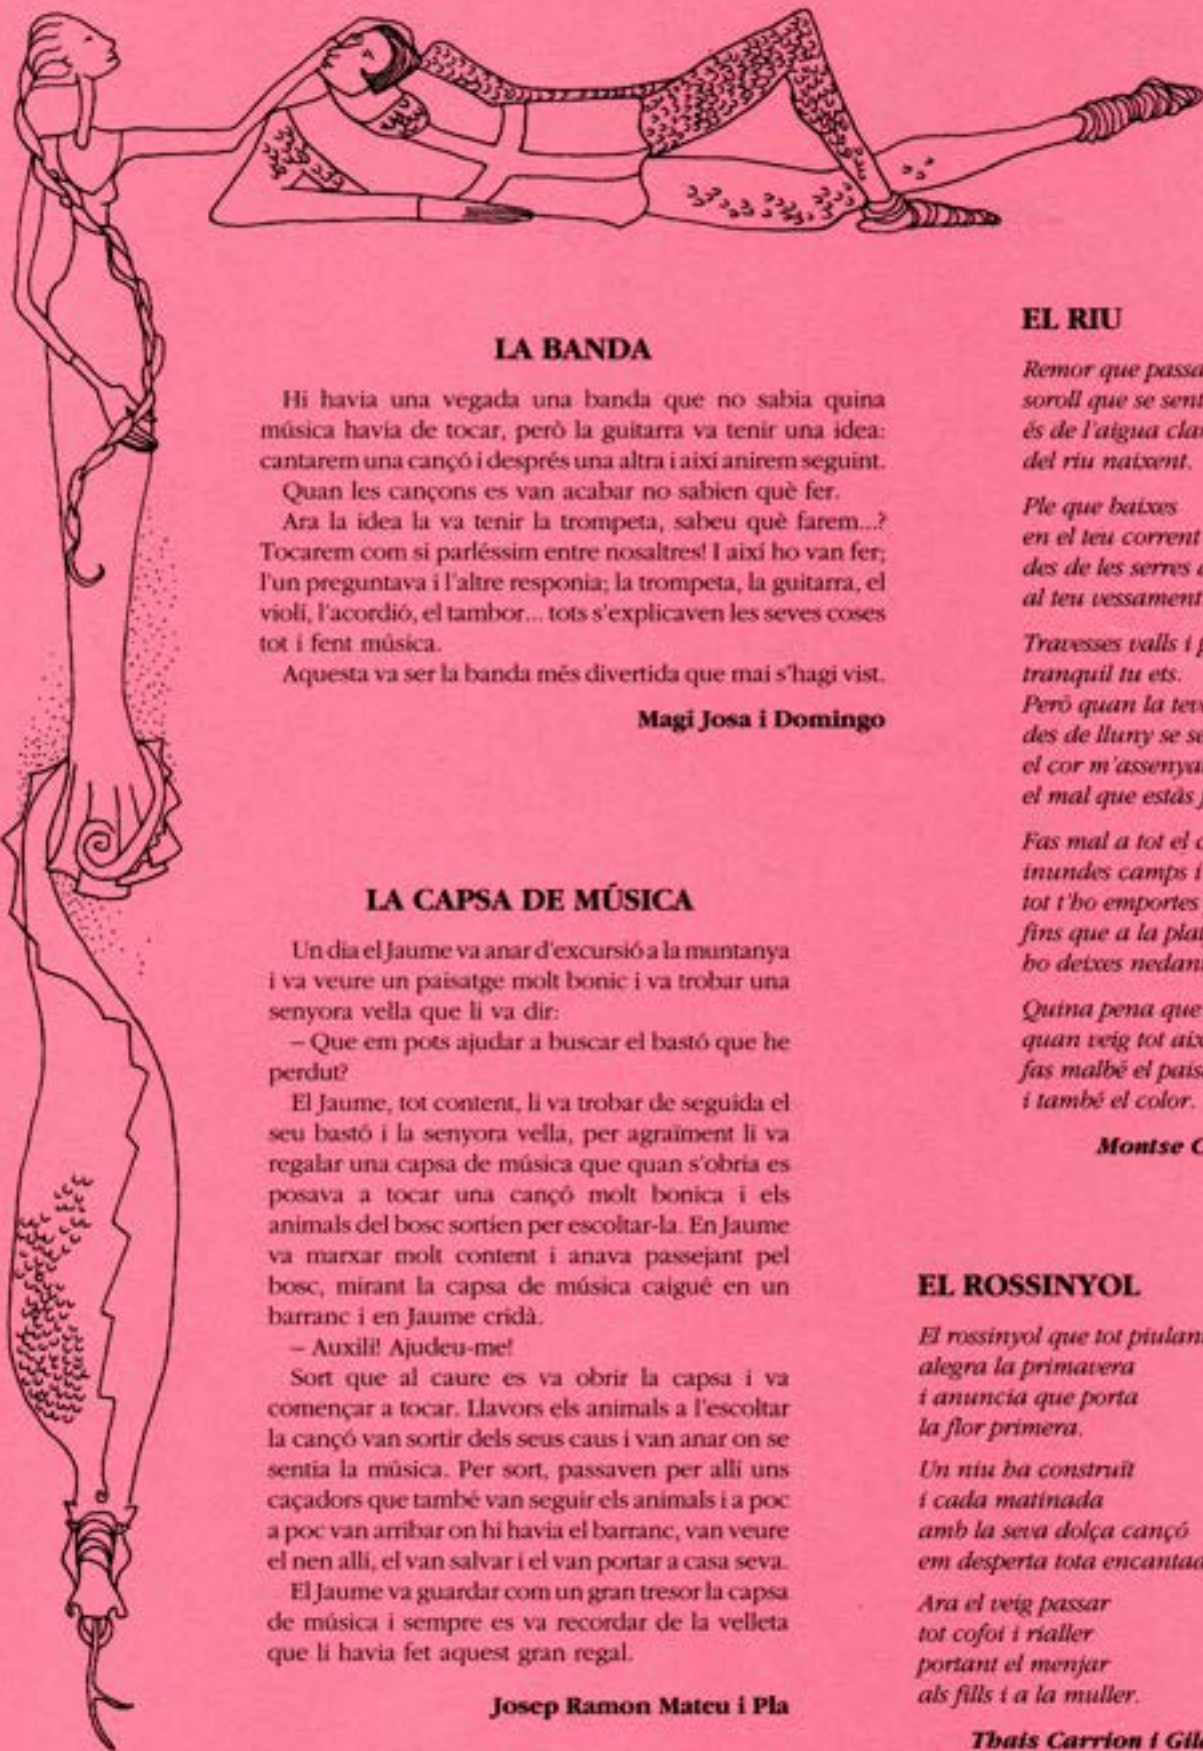 LA BANDA
Hi havia una vegada una banda que no sabia quina
música havia de tocar, però la guitarra va tenir una idea:
cantarem una cançó i després una altra i així anirem seguint.
Quan les cançons es van acabar no sabien què fer.
Ara la idea la va tenir la trompeta, sabeu què farem...?
Tocarem com si parléssim entre nosaltres! I així ho van fer;
l'un preguntava i l'altre responia; la trompeta, la guitarra, el
violí, l'acordió, el tambor... tots s'explicaven les seves coses
tot i fent música.
Aquesta va ser la banda més divertida que mai s'hagi vist.
Magí Josa i Domingo
LA CAPSA DE MÚSICA
Un dia el Jaume va anar d'excursió a la muntanya
i va veure un paisatge molt bonic i va trobar una
senyora vella que li va dir:
– Que em pots ajudar a buscar el bastó que he
perdut?
El Jaume, tot content, li va trobar de seguida el
seu bastó i la senyora vella, per agraïment li va
regalar una capsa de música que quan s'obria es
posava a tocar una cançó molt bonica i els
animals del bosc sortien per escoltar-la. En Jaume
va marxar molt content i anava passejant pel
bosc, mirant la capsa de música caigué en un
barranc i en Jaume cridà.
– Auxili! Ajudeu-me!
Sort que al caure es va obrir la capsa i va
començar a tocar. Llavors els animals a l'escoltar
la cançó van sortir dels seus caus i van anar on se
sentia la música. Per sort, passaven per allí uns
caçadors que també van seguir els animals i a poc
a poc van arribar on hi havia el barranc, van veure
el nen allí, el van salvar i el van portar a casa seva.
El Jaume va guardar com un gran tresor la capsa
de música i sempre es va recordar de la velleta
que li havia fet aquest gran regal.
Josep Ramon Mateu i Pla
EL RIU
Remor que passa
soroll que se sent
és de l'aigua
del riu naixent.
Ple que baixes
en el teu corrent
des de les serres
al teu vessament
Travesses valls i
tranquil tu ets.
Però quan la
des de lluny se
el cor
el mal que estàs
Fas mal a tot el
inundes camps i
tot t'ho emportes
fins que a la
ho deixes
Quina pena que
quan veig tot
fas malbé el
i també el color.
Montse
EL ROSSINYOL
El rossinyol que tot piulant
alegra la primavera
i anuncia que porta
la flor primera.
Un niu ha construït
i cada matinada
amb la seva dolça cançó
em desperta tota
Ara el veig passar
tot cofoi i rialler
portant el menjar
als fills i a la muller.
Thais Carrion i